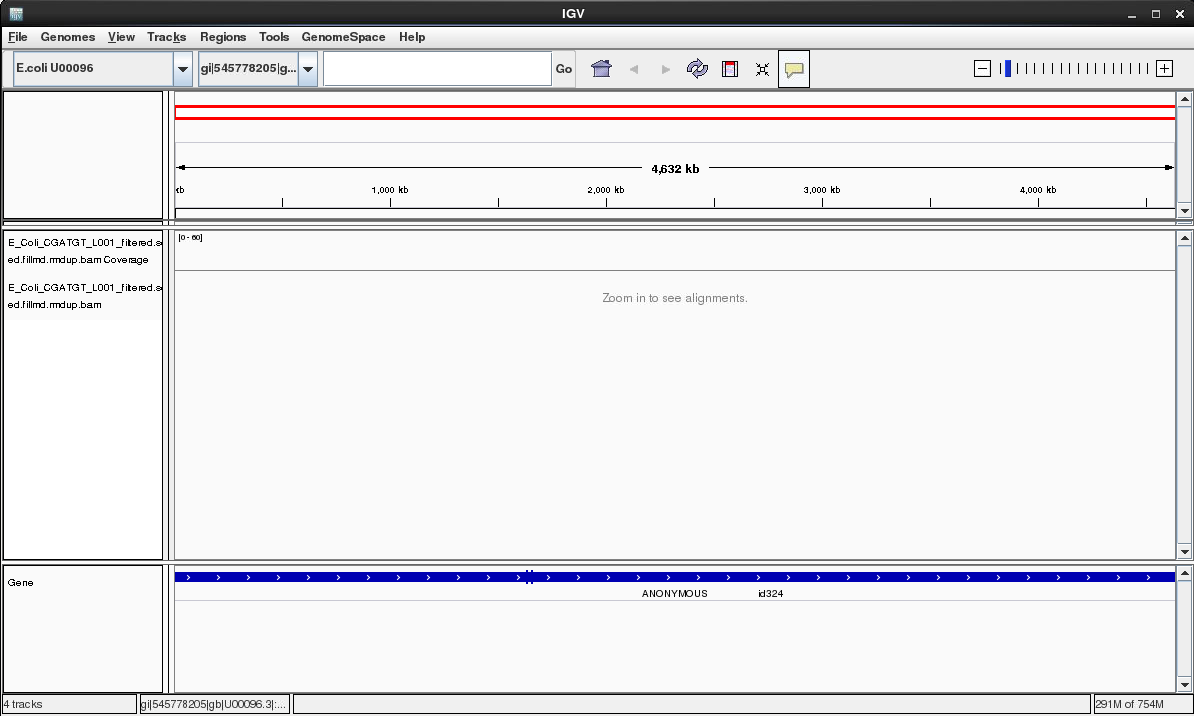 IGV
File Genomes View Tracks Regions Tools GenomeSpace Help
E.coli U00096 gi|545778205|g... Go
4,632 kb
kb 1,000 kb 2,000 kb 3,000 kb 4,000 kb
E_Coli_CGATGT_L001_filtered.s
ed.fillmd.rmdup.bam Coverage
[0 - 60]
E_Coli_CGATGT_L001_filtered.s
ed.fillmd.rmdup.bam
Zoom in to see alignments.
Gene
ANONYMOUS id324
4 tracks gi|545778205|gb|U00096.3|:... 291M of 754M